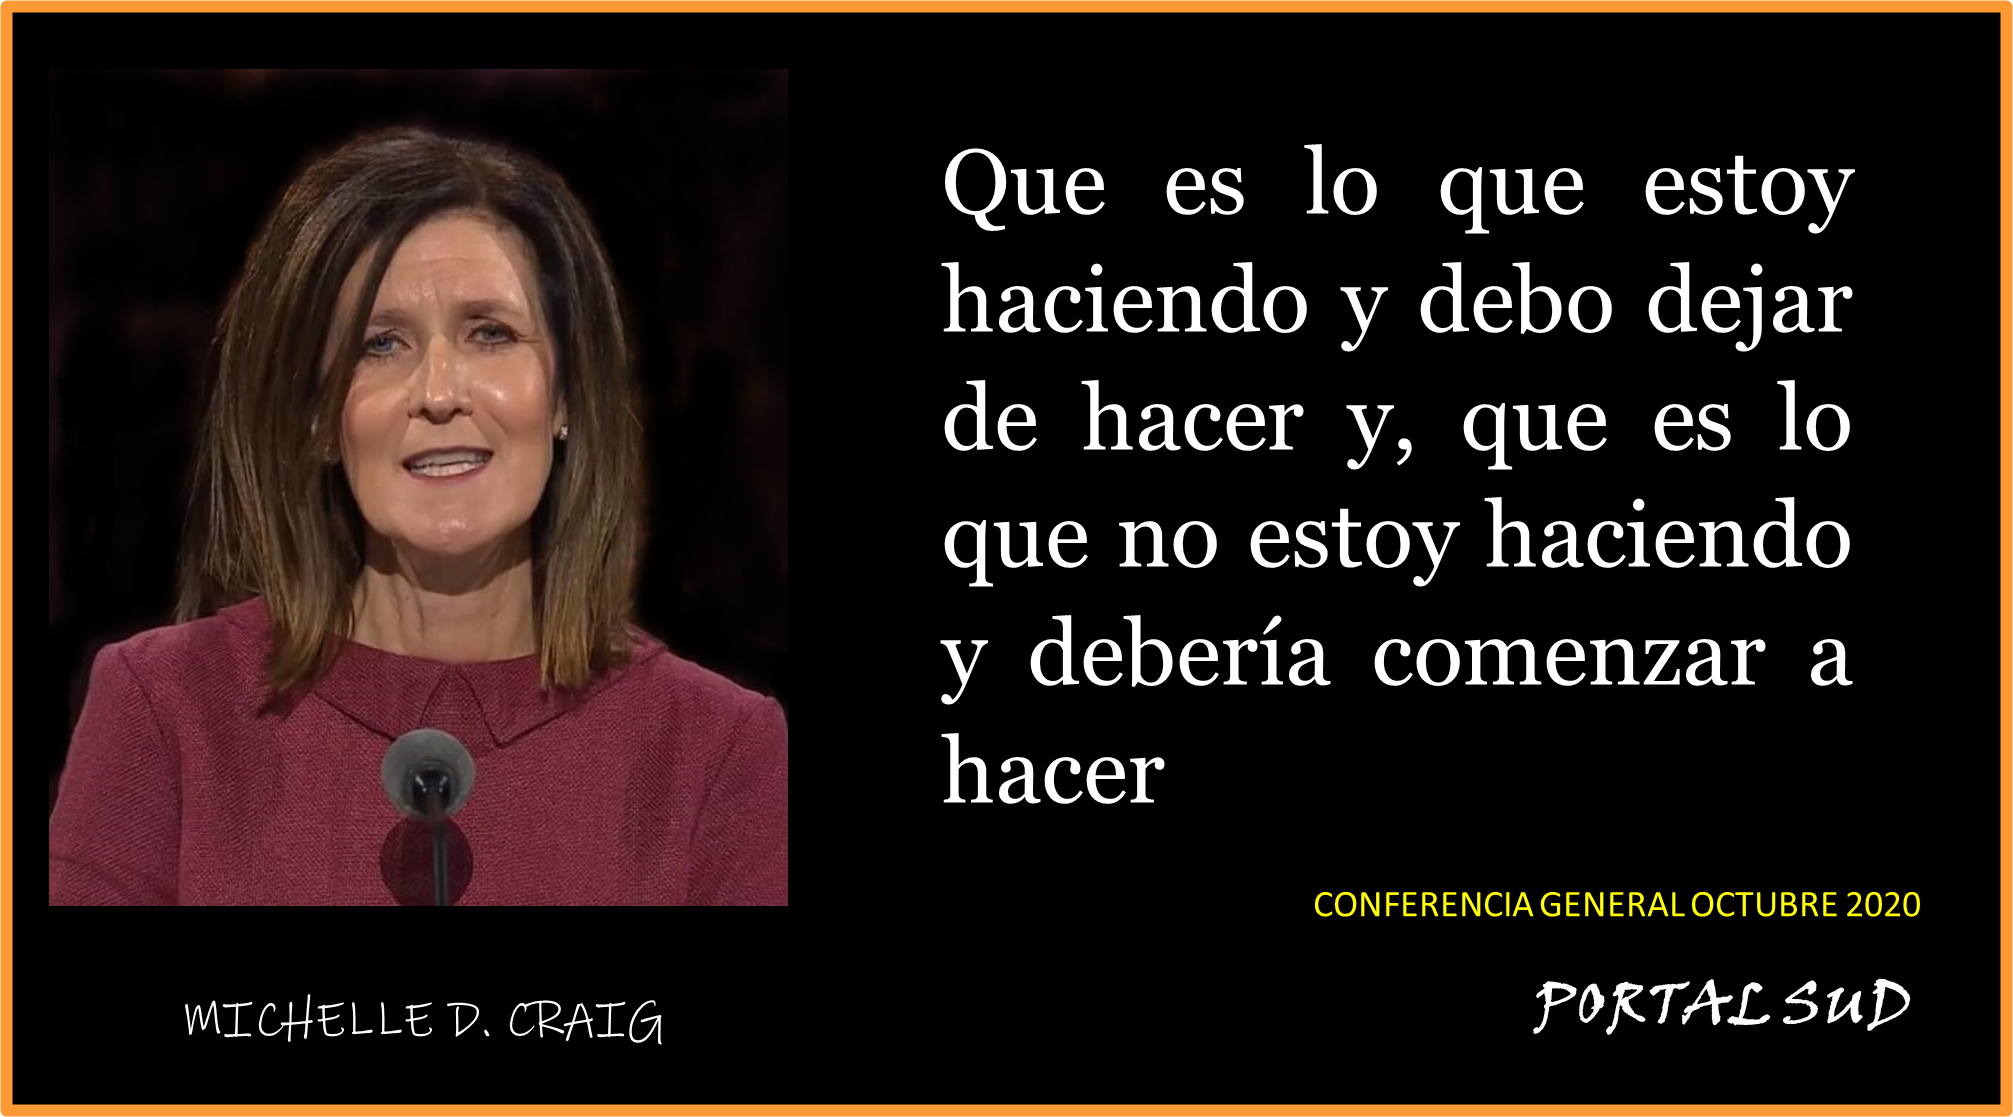 Que es lo que estoy
haciendo y debo dejar
de hacer y, que es lo
que no estoy haciendo
y debería comenzar a
hacer
CONFERENCIA GENERAL OCTUBRE 2020
MICHELLE D. CRAIG
PORTAL SUD